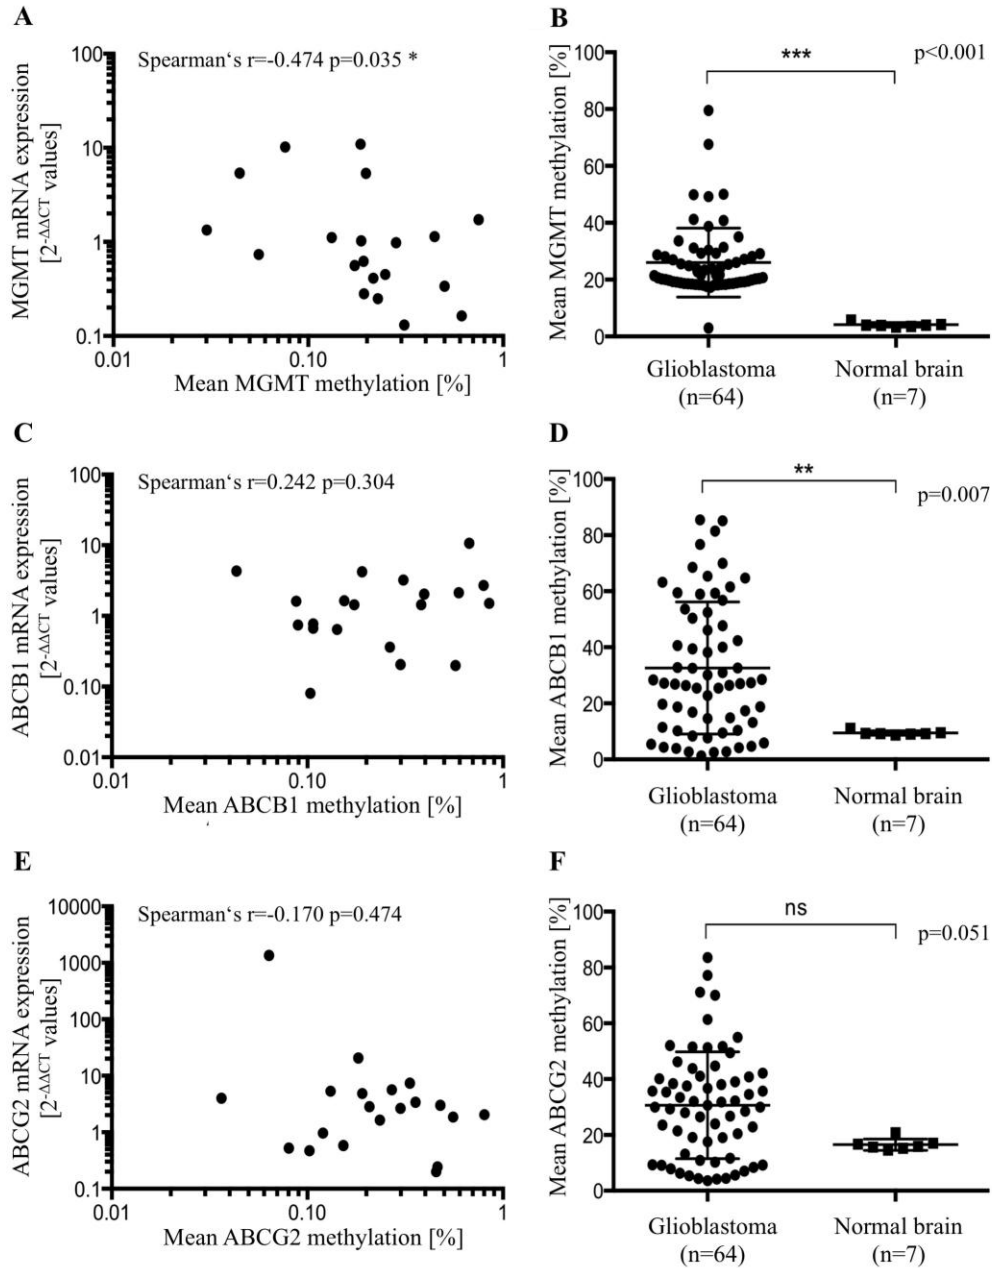 A
Spearman‘s r=-0.474 p=0.035 *
MGMT mRNA expression
[2-ΔΔCT values]
100
10
1
0.1
0.01
0.10
1
Mean MGMT methylation [%]
B
Mean MGMT methylation [%]
***
p<0.001
100
80
60
40
20
0
Glioblastoma
(n=64)
Normal brain
(n=7)
C
Spearman‘s r=0.242 p=0.304
ABCB1 mRNA expression
[2-ΔΔCT values]
100
10
1
0.10
0.01
0.01
0.10
1
Mean ABCB1 methylation [%]
D
Mean ABCB1 methylation [%]
**
p=0.007
100
80
60
40
20
0
Glioblastoma
(n=64)
Normal brain
(n=7)
E
Spearman‘s r=-0.170 p=0.474
ABCG2 mRNA expression
[2-ΔΔCT values]
10000
1000
100
10
1
0.1
0.01
0.10
1
Mean ABCG2 methylation [%]
F
Mean ABCG2 methylation [%]
ns
p=0.051
100
80
60
40
20
0
Glioblastoma
(n=64)
Normal brain
(n=7)